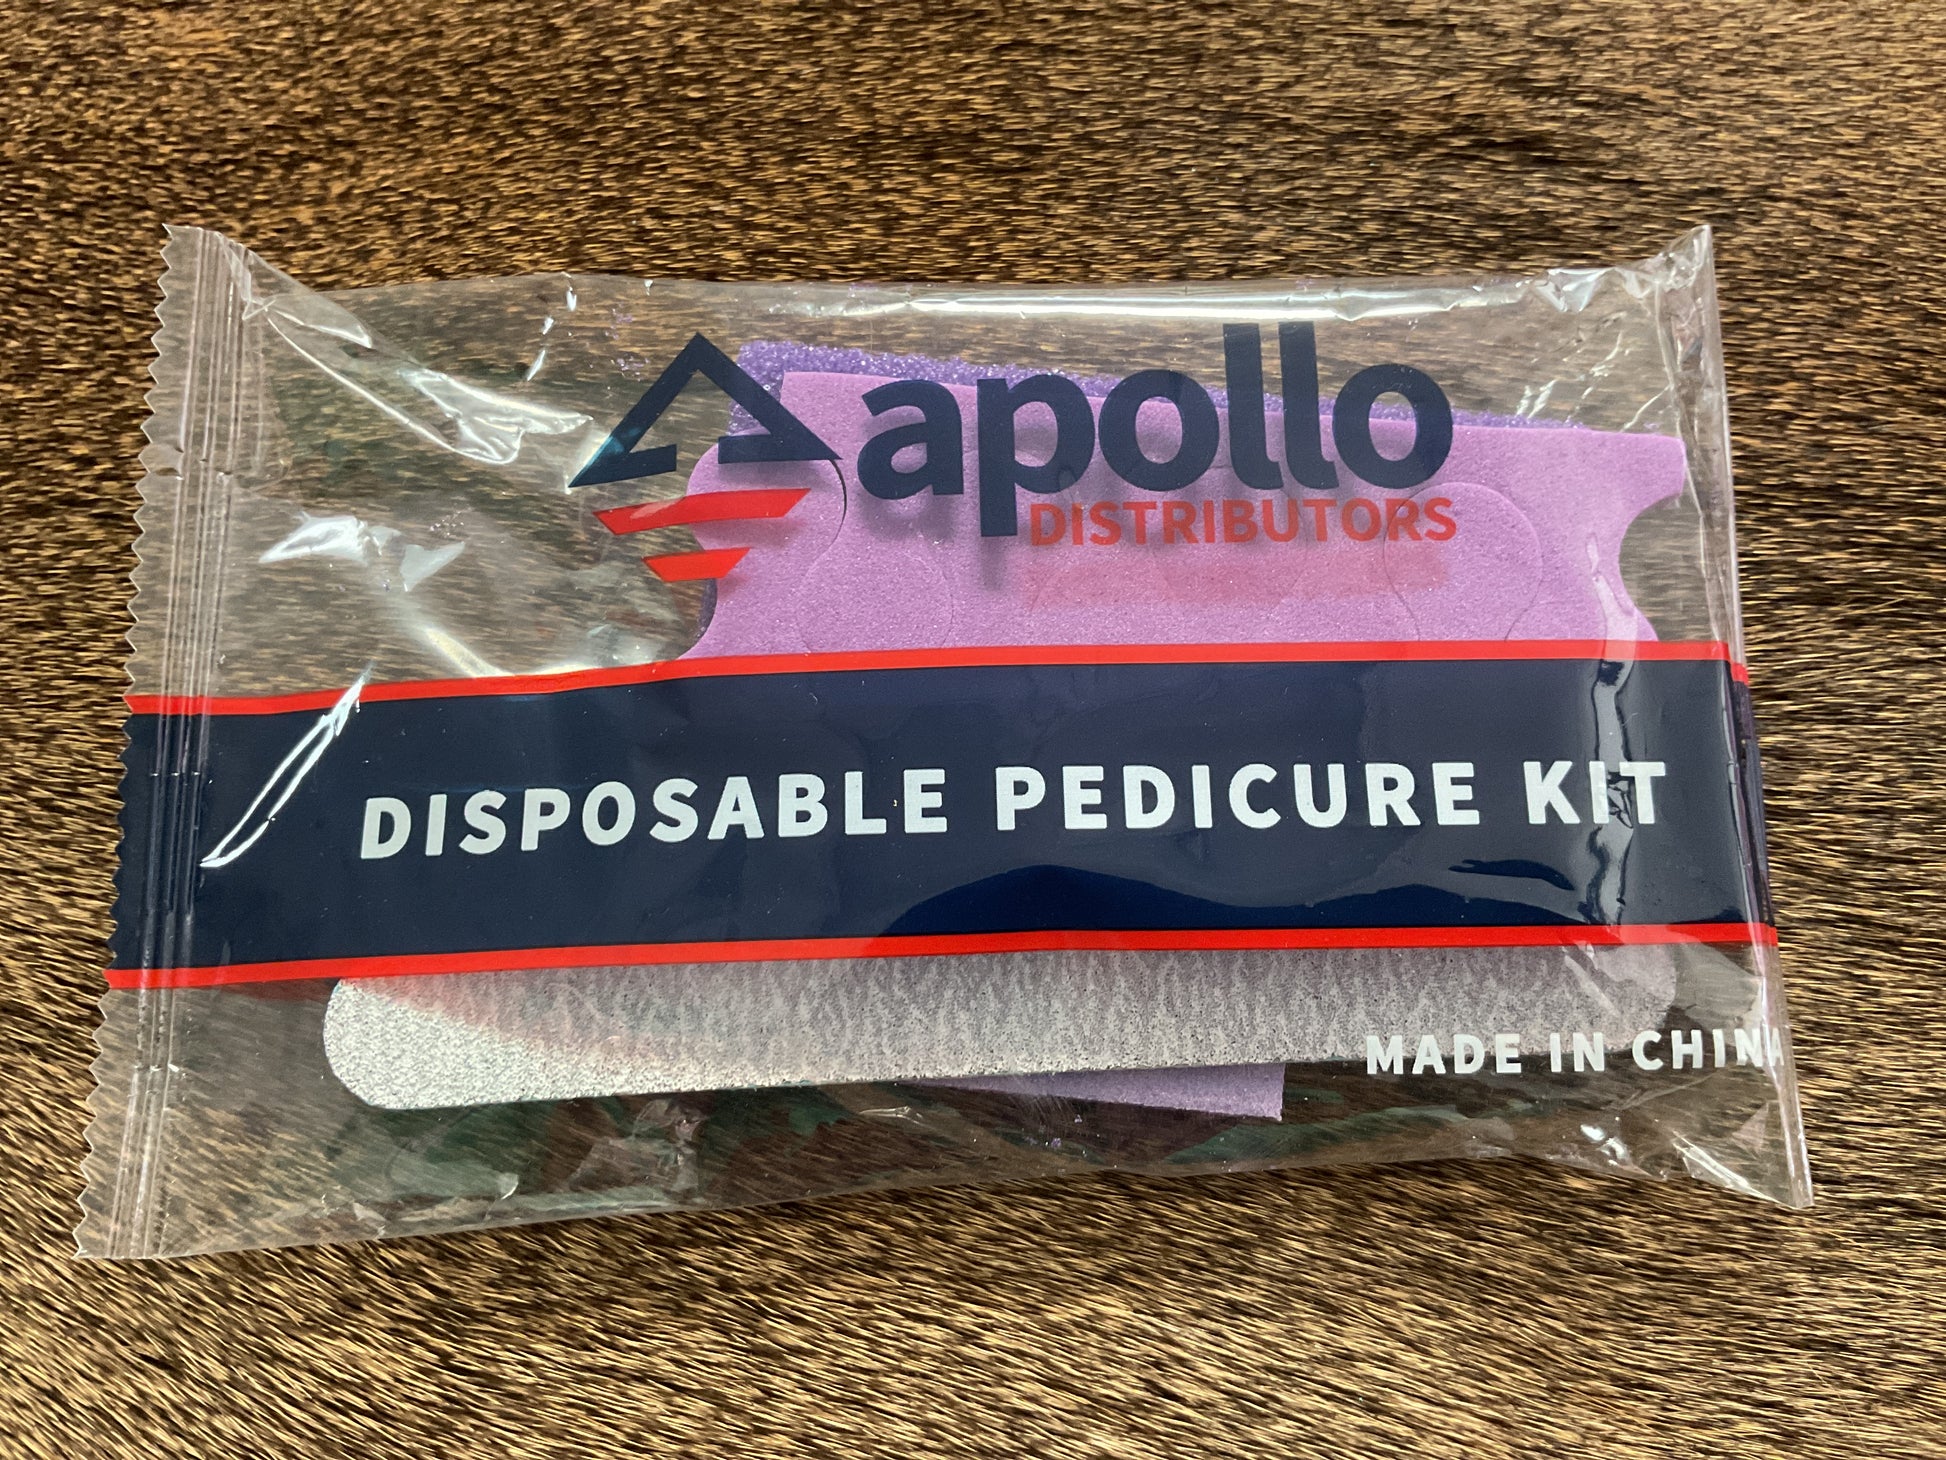 apollo
DISTRIBUTORS
DISPOSABLE PEDICURE KIT
MADE IN CHINA